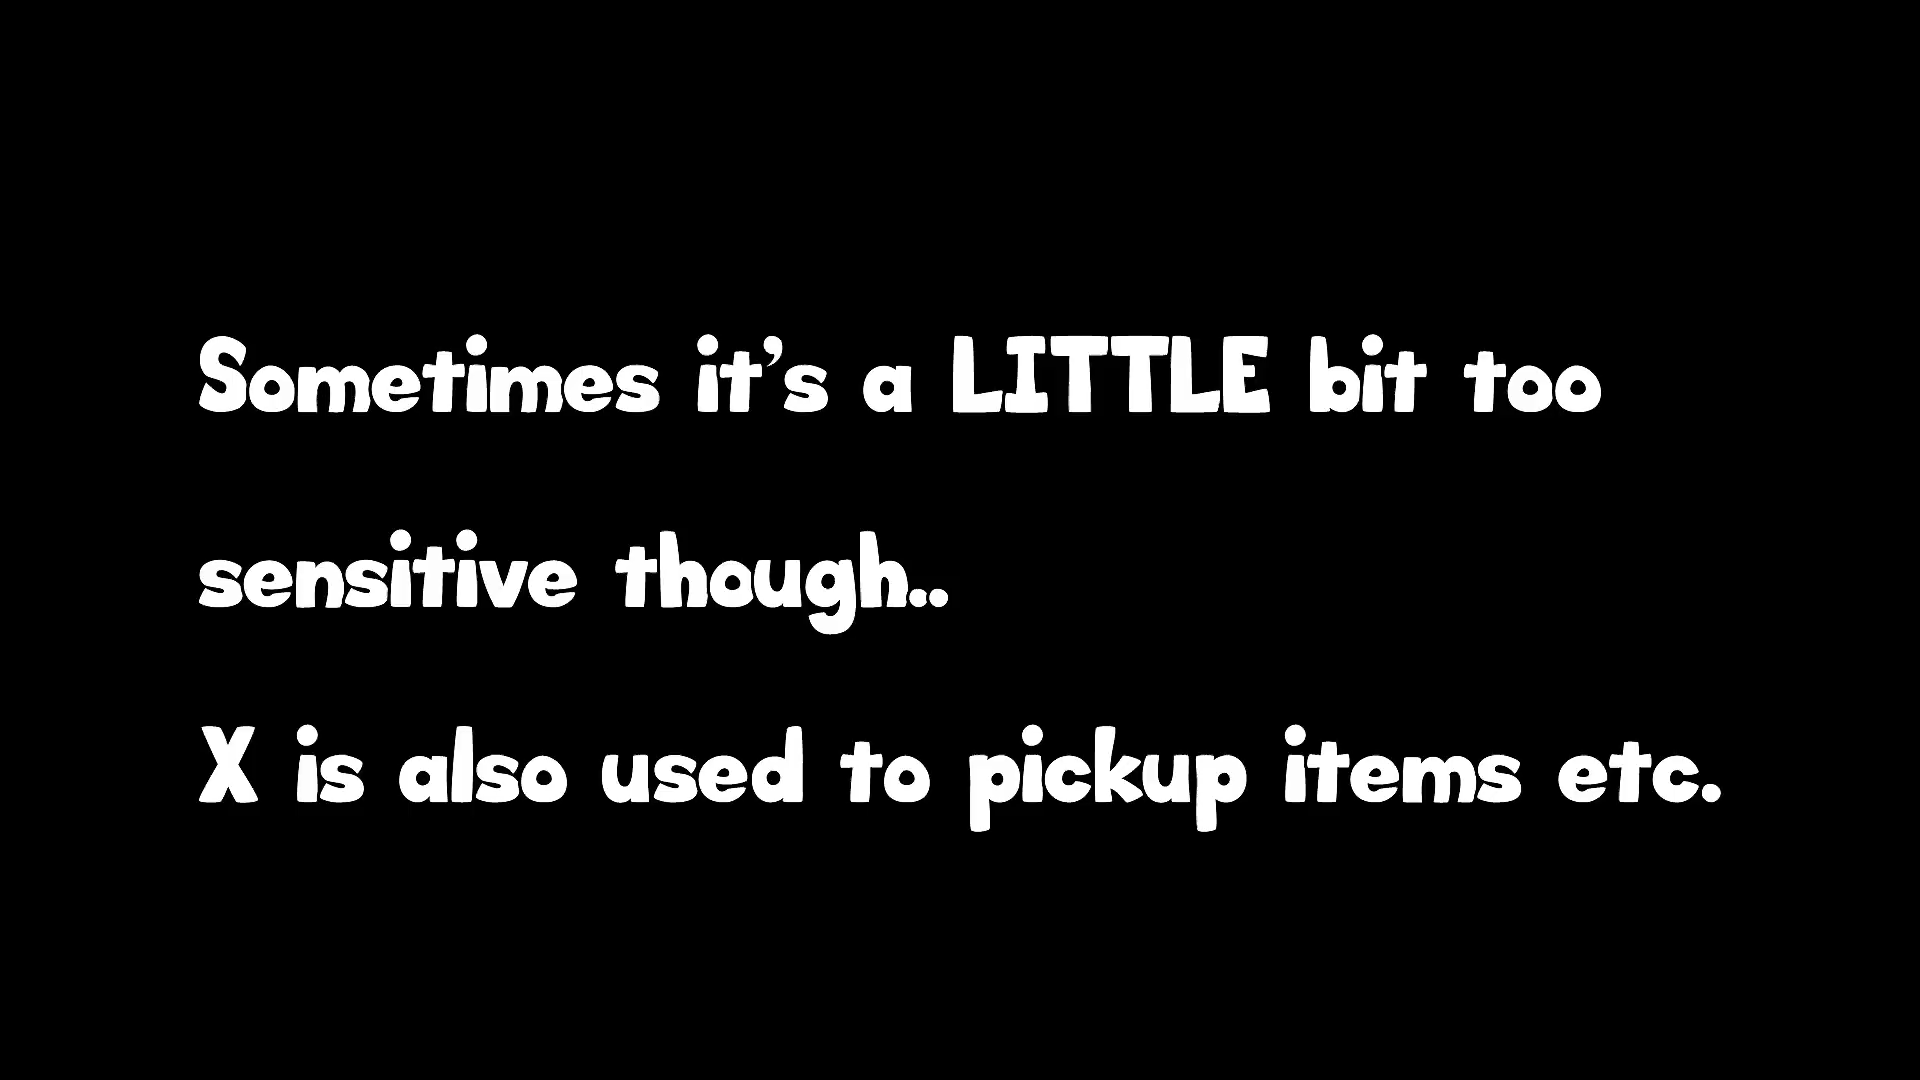 Sometimes it's a LITTLE bit too
sensitive though..
X is also used to pickup items etc.